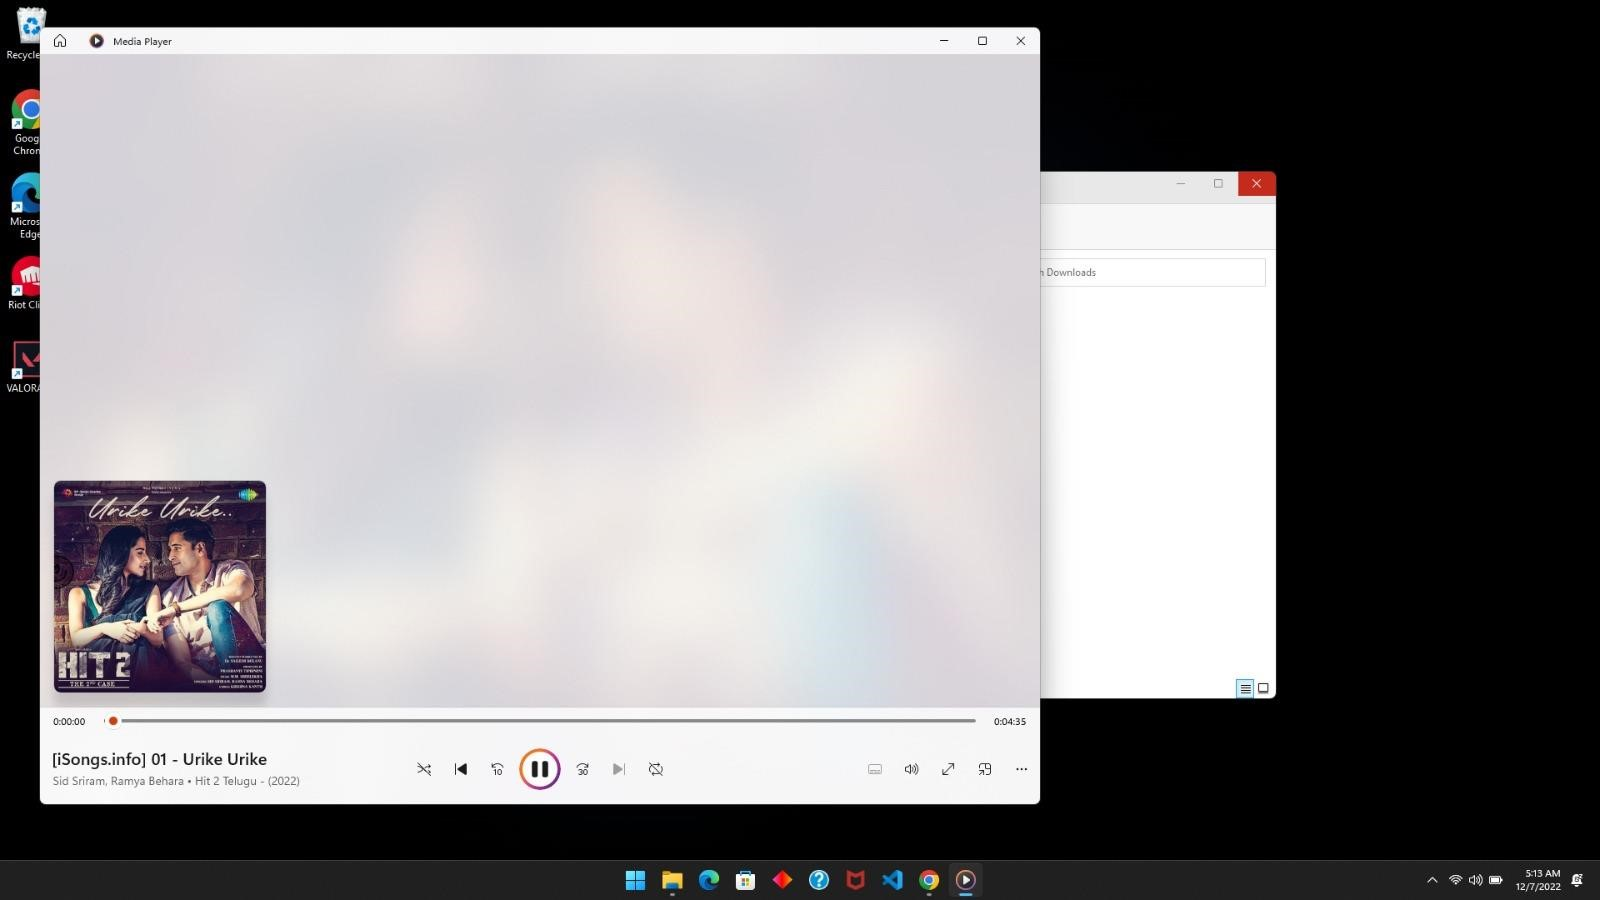 Recycle
Goog
Chron
Micros
Edge
Riot Cli
VALORA
Media Player
n Downloads
Urike Urike..
HIT 2
THE 2ND CASE
0:00:00
0:04:35
[iSongs.info] 01 - Urike Urike
Sid Sriram, Ramya Behara • Hit 2 Telugu - (2022)
10
30
5:13 AM
12/7/2022